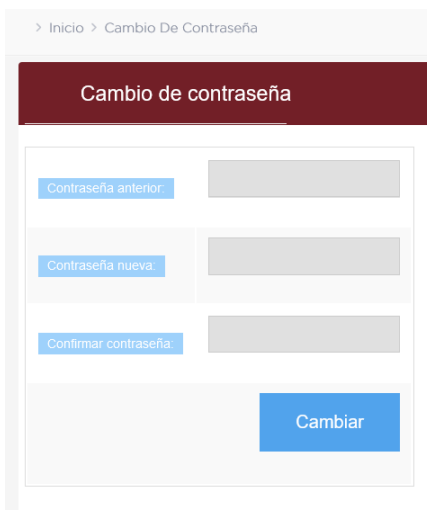 > Inicio > Cambio De Contraseña
Cambio de contraseña
Contraseña anterior:
Contraseña nueva:
Confirmar contraseña:
Cambiar